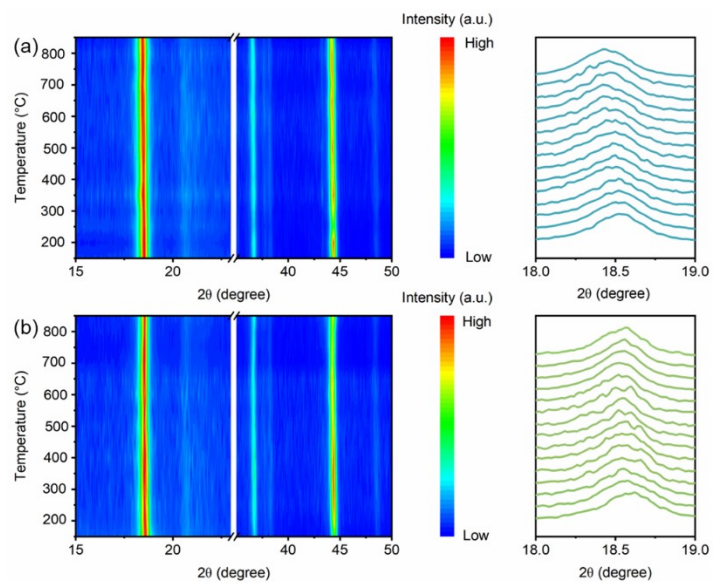 (a)
Intensity (a.u.)
High
Low
Temperature (°C)
800
700
600
500
400
300
200
15
20
40
45
50
2θ (degree)
18.0
18.5
19.0
2θ (degree)
(b)
Intensity (a.u.)
High
Low
Temperature (°C)
800
700
600
500
400
300
200
15
20
40
45
50
2θ (degree)
18.0
18.5
19.0
2θ (degree)